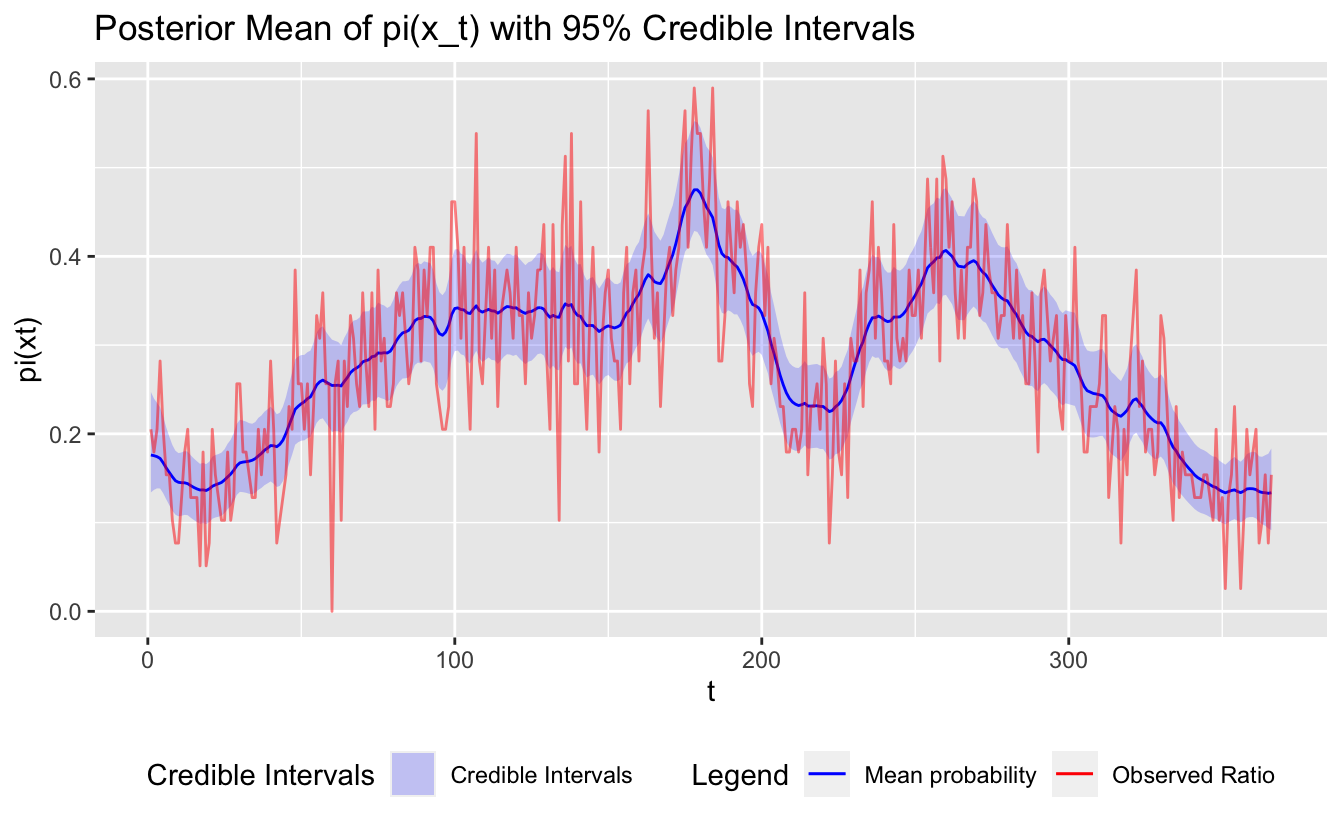 Posterior Mean of pi(x_t) with 95% Credible Intervals
0.6
0.4
0.2
0.0
pi(xt)
0 100 200 300
t
Credible Intervals Credible Intervals Legend Mean probability Observed Ratio